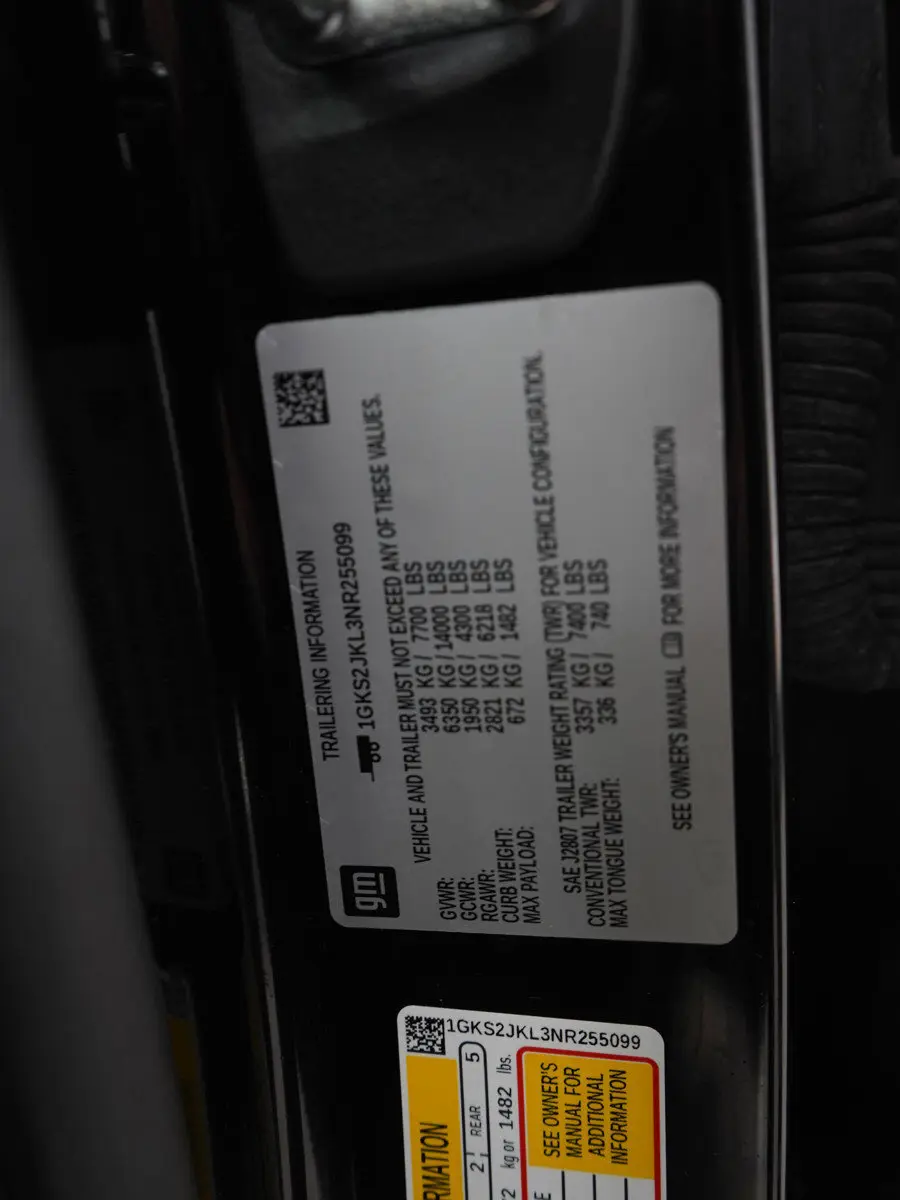 gm
TRAILERING INFORMATION
1GKS2JKL3NR255099
VEHICLE AND TRAILER MUST NOT EXCEED ANY OF THESE VALUES.
GVWR: 3493 KG / 7700 LBS
GCWR: 6350 KG / 14000 LBS
RGAWR: 1950 KG / 4300 LBS
CURB WEIGHT: 2821 KG / 6218 LBS
MAX PAYLOAD: 672 KG / 1482 LBS
SAE J2807 TRAILER WEIGHT RATING (TWR) FOR VEHICLE CONFIGURATION.
CONVENTIONAL TWR: 3357 KG / 7400 LBS
MAX TONGUE WEIGHT: 336 KG / 740 LBS
SEE OWNER'S MANUAL FOR MORE INFORMATION
1GKS2JKL3NR255099
RMATION
2 REAR 5
2 kg or 1482 lbs.
SEE OWNER'S
MANUAL FOR
ADDITIONAL
INFORMATION
E